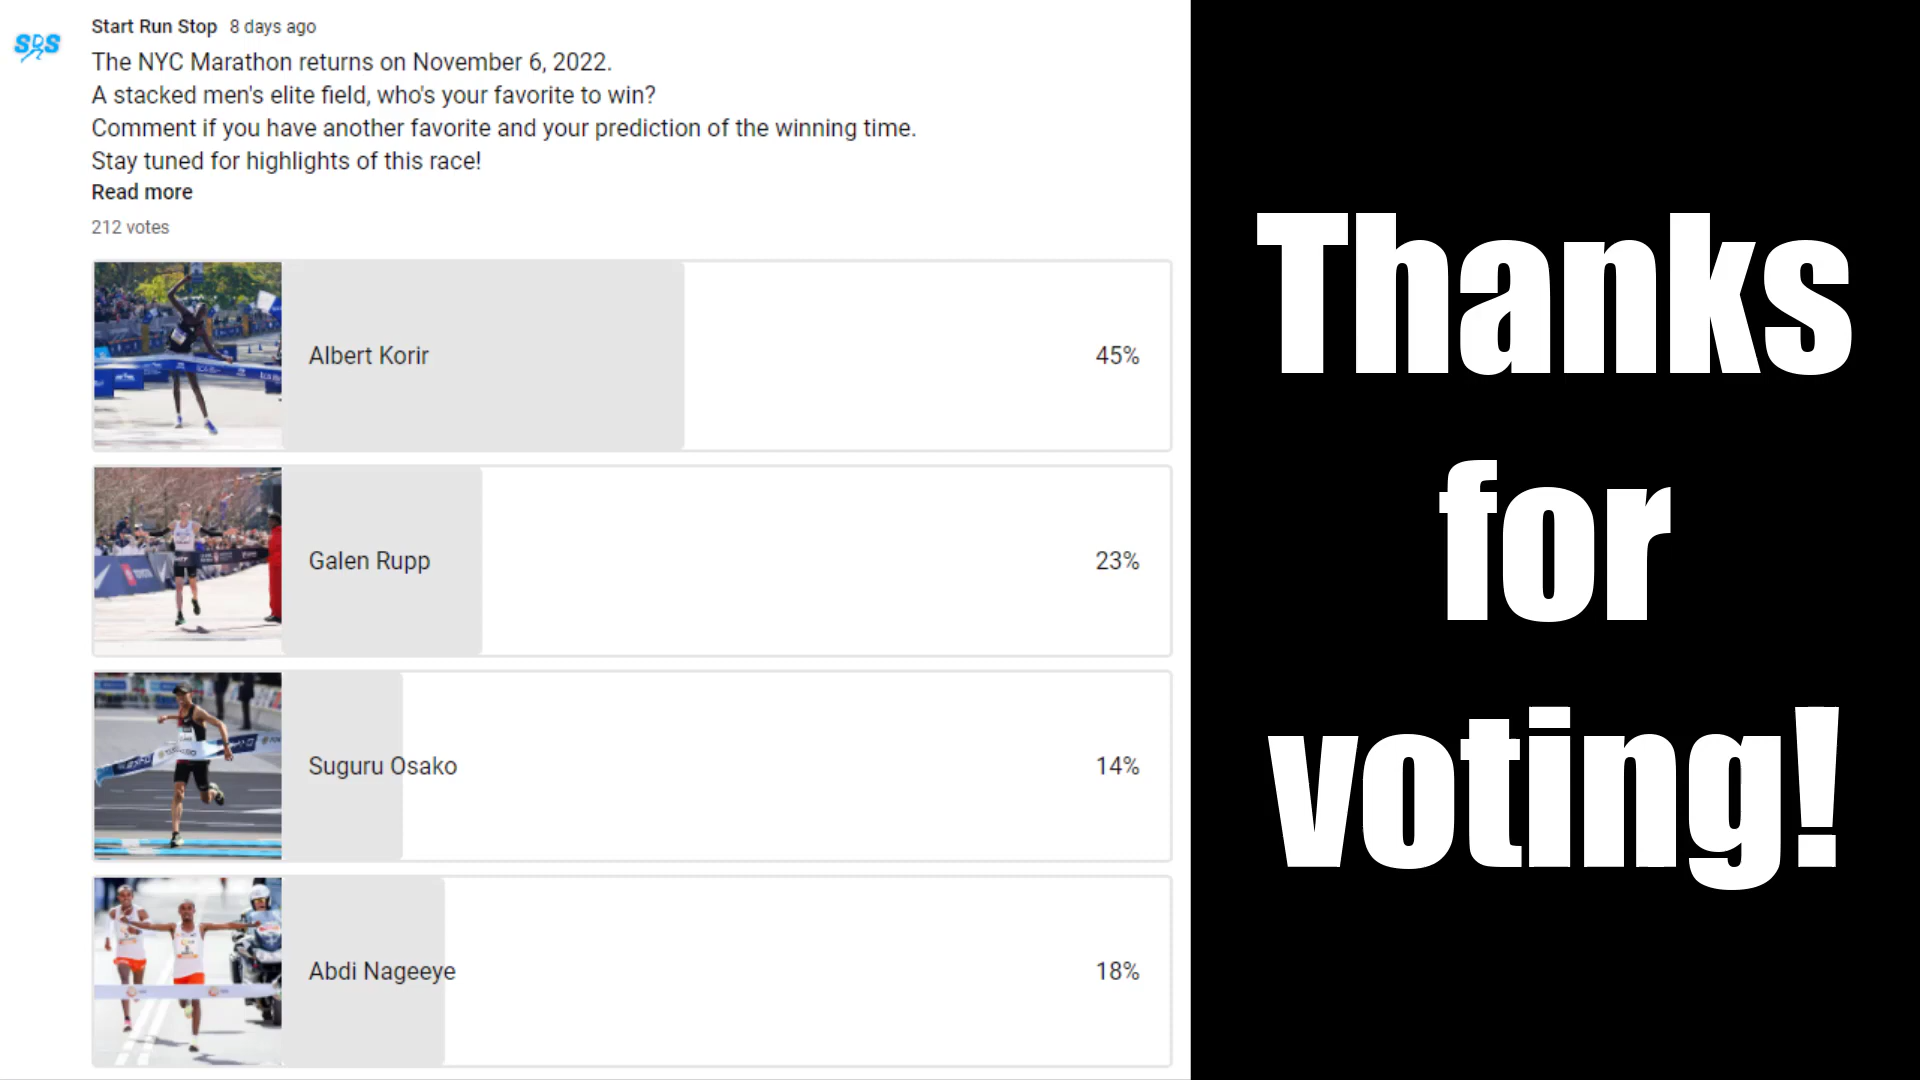 SRS
Start Run Stop 8 days ago
The NYC Marathon returns on November 6, 2022.
A stacked men's elite field, who's your favorite to win?
Comment if you have another favorite and your prediction of the winning time.
Stay tuned for highlights of this race!
Read more
212 votes
Albert Korir 45%
Galen Rupp 23%
Suguru Osako 14%
Abdi Nageeye 18%
Thanks
for
voting!